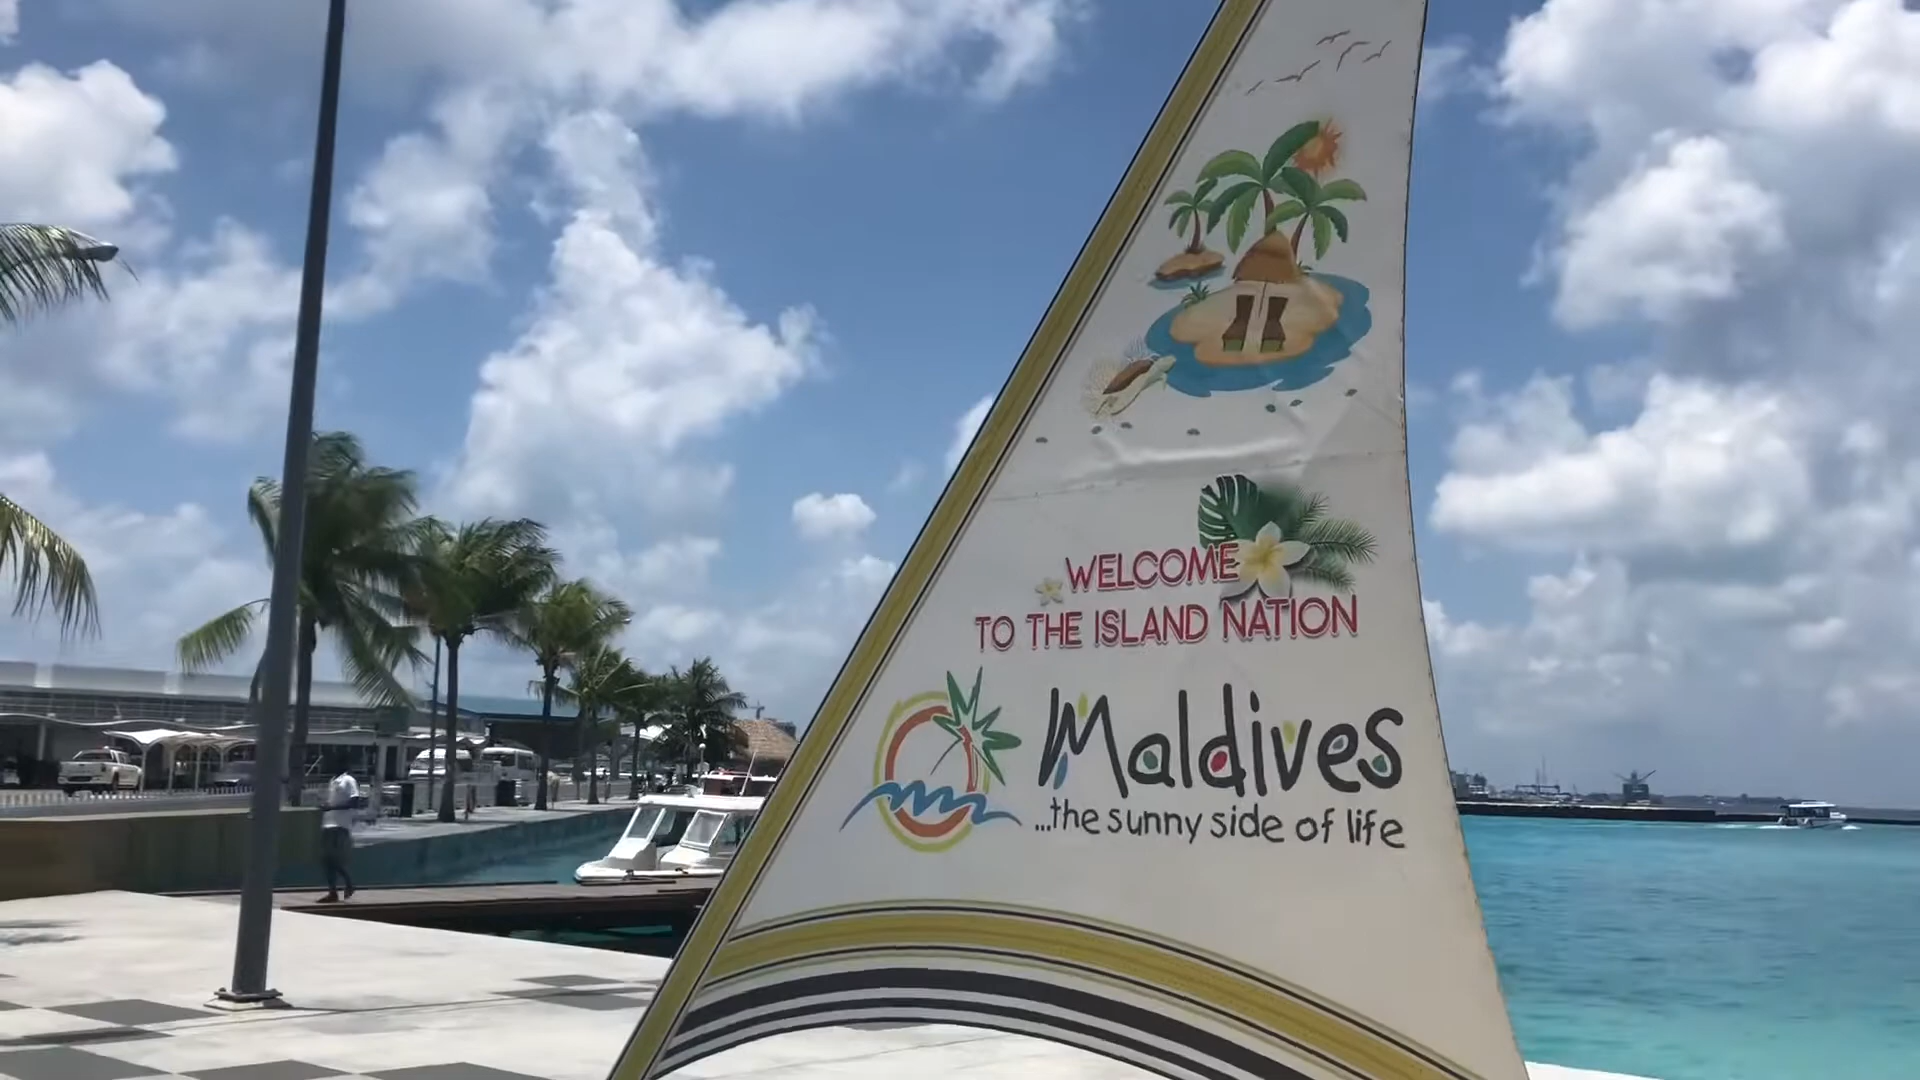 WELCOME
TO THE ISLAND NATION
Maldives
...the sunny side of life